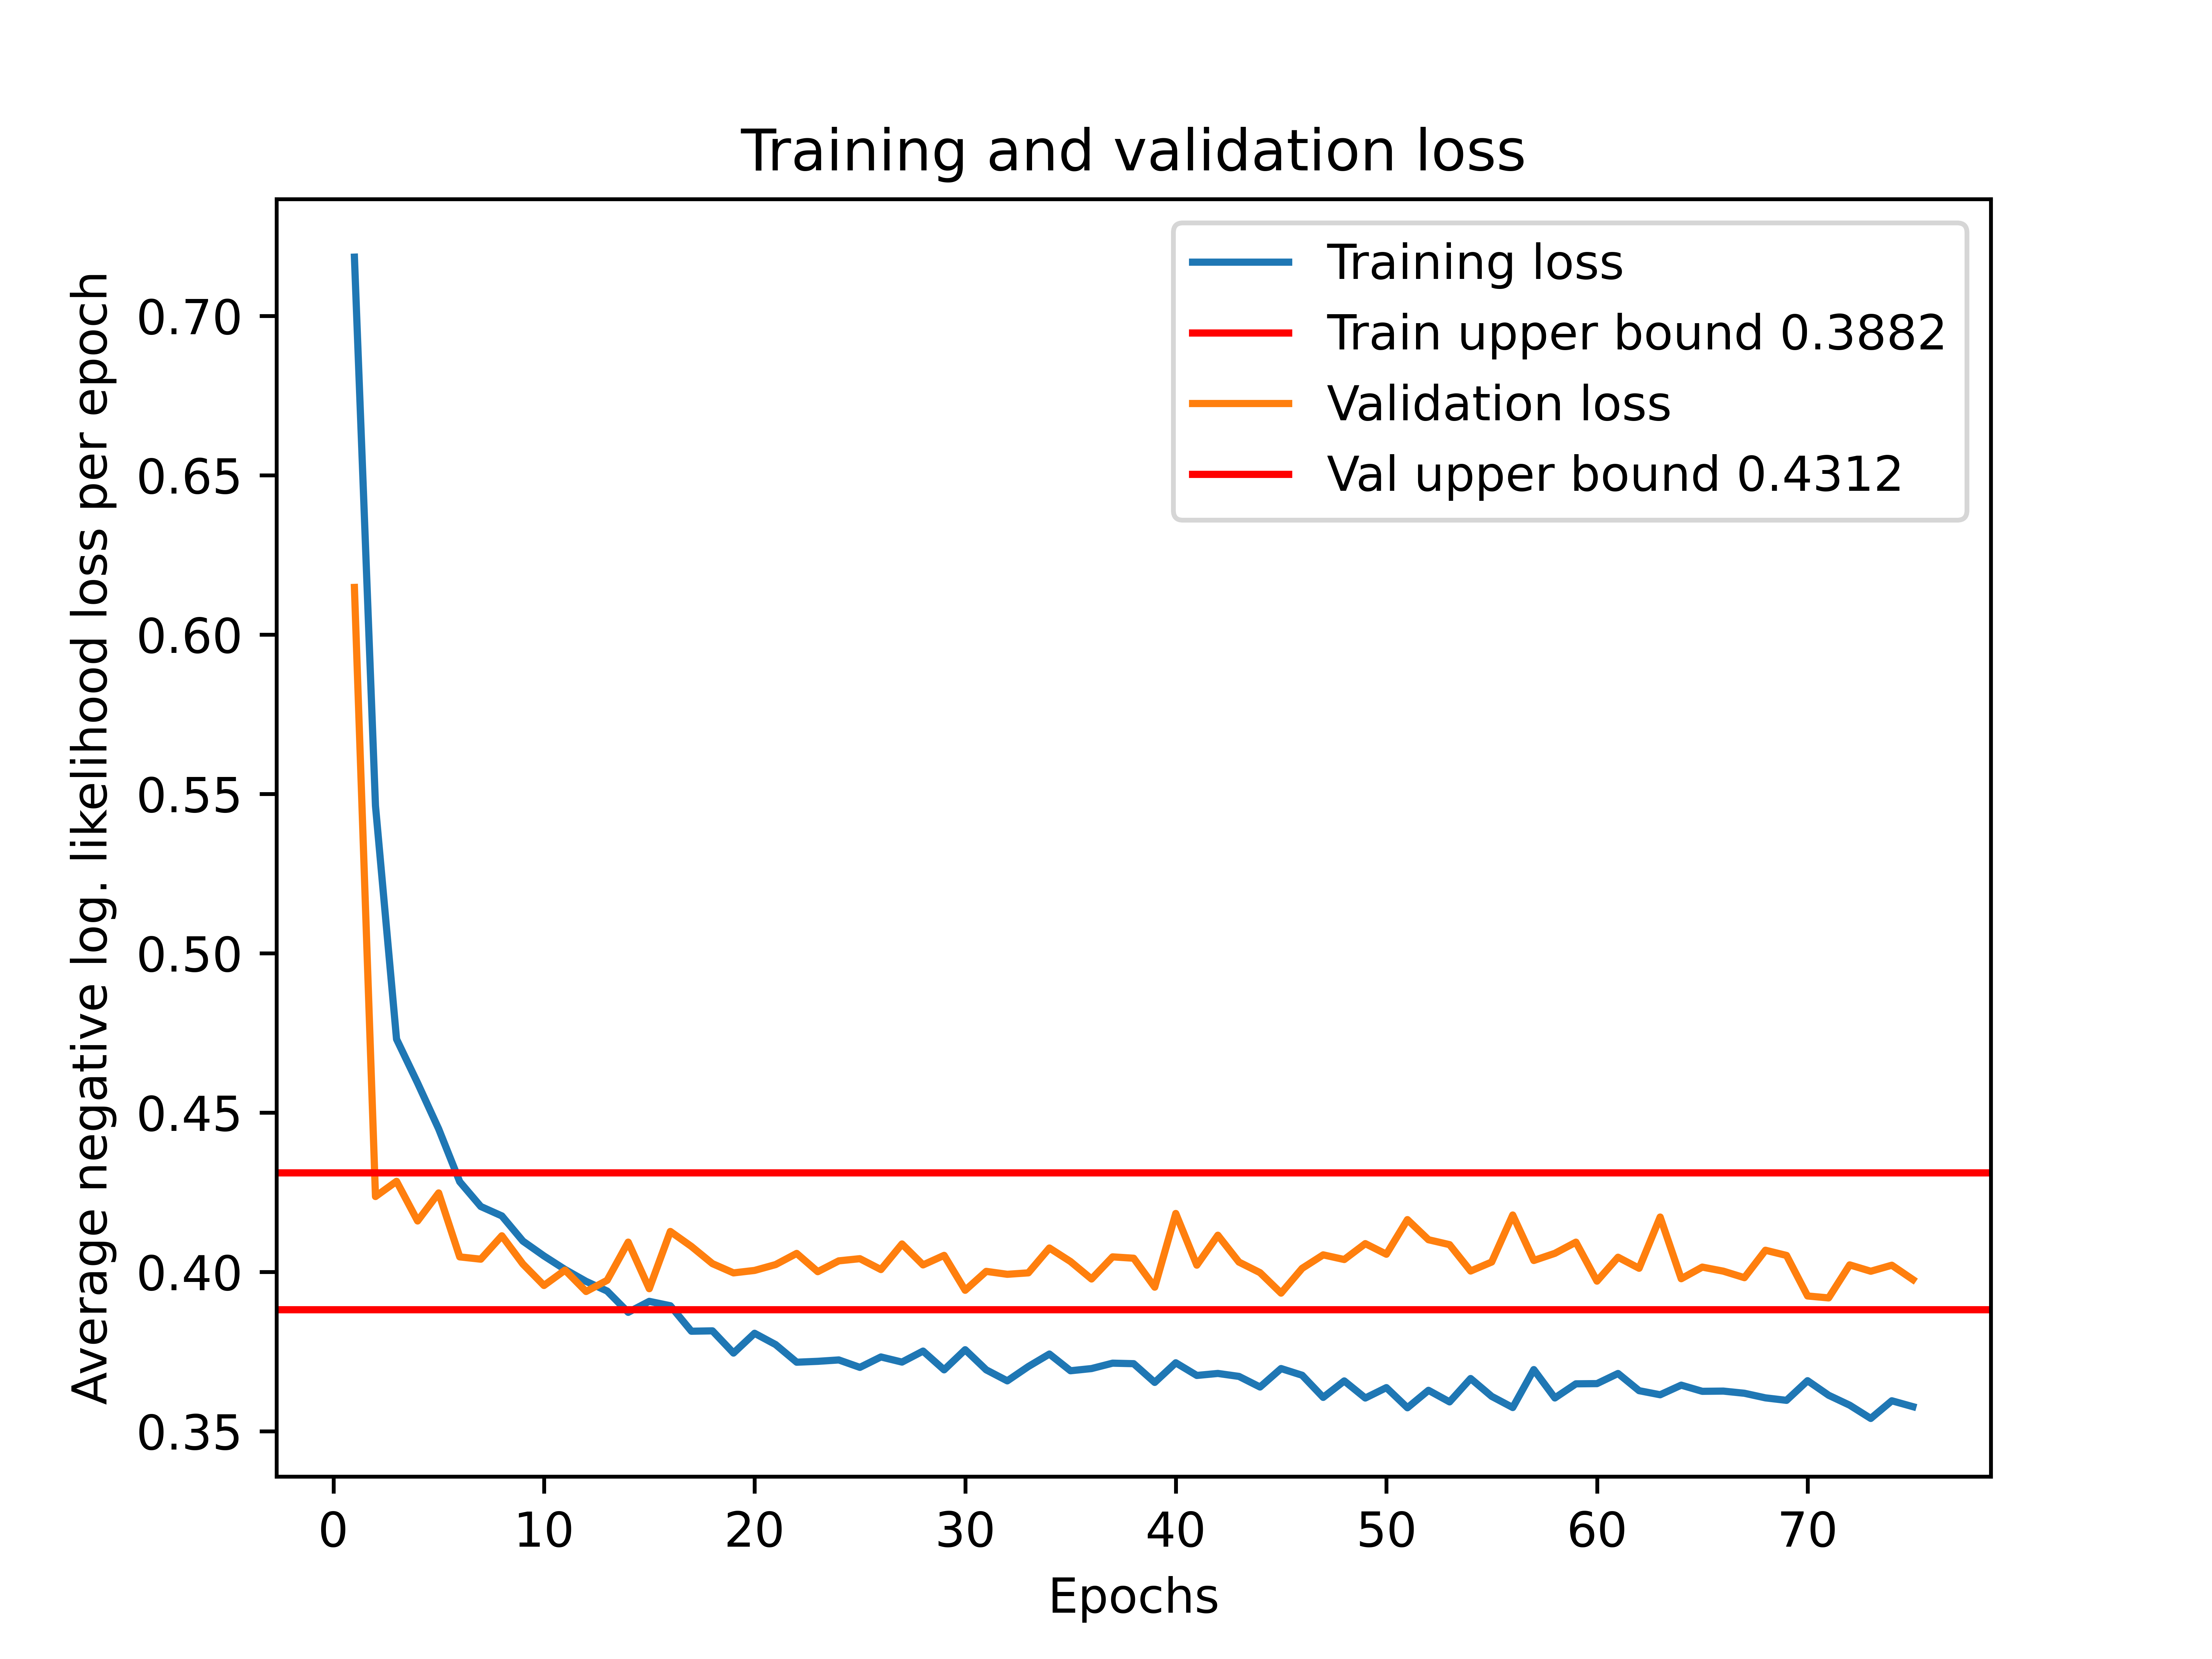 Training and validation loss
Average negative log. likelihood loss per epoch
0.70
0.65
0.60
0.55
0.50
0.45
0.40
0.35
Training loss
Train upper bound 0.3882
Validation loss
Val upper bound 0.4312
0 10 20 30 40 50 60 70
Epochs